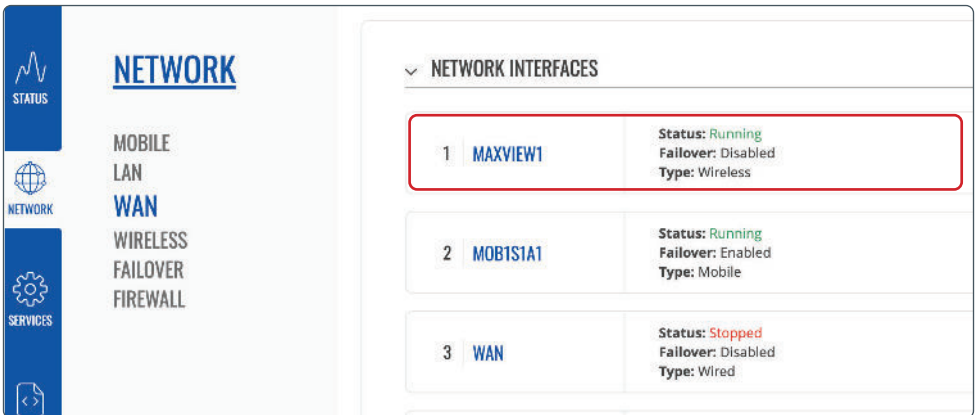 STATUS
NETWORK
SERVICES
NETWORK
MOBILE
LAN
WAN
WIRELESS
FAILOVER
FIREWALL
NETWORK INTERFACES
1 MAXVIEW1
Status: Running
Failover: Disabled
Type: Wireless
2 MOB1S1A1
Status: Running
Failover: Enabled
Type: Mobile
3 WAN
Status: Stopped
Failover: Disabled
Type: Wired